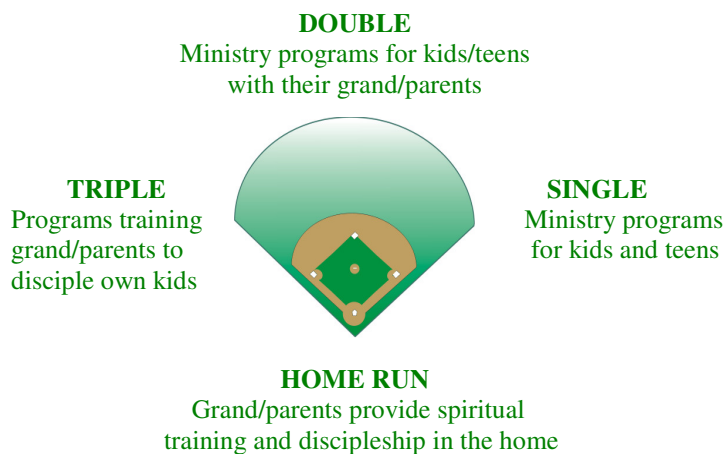 DOUBLE
Ministry programs for kids/teens
with their grand/parents
TRIPLE
Programs training
grand/parents to
disciple own kids
SINGLE
Ministry programs
for kids and teens
HOME RUN
Grand/parents provide spiritual
training and discipleship in the home